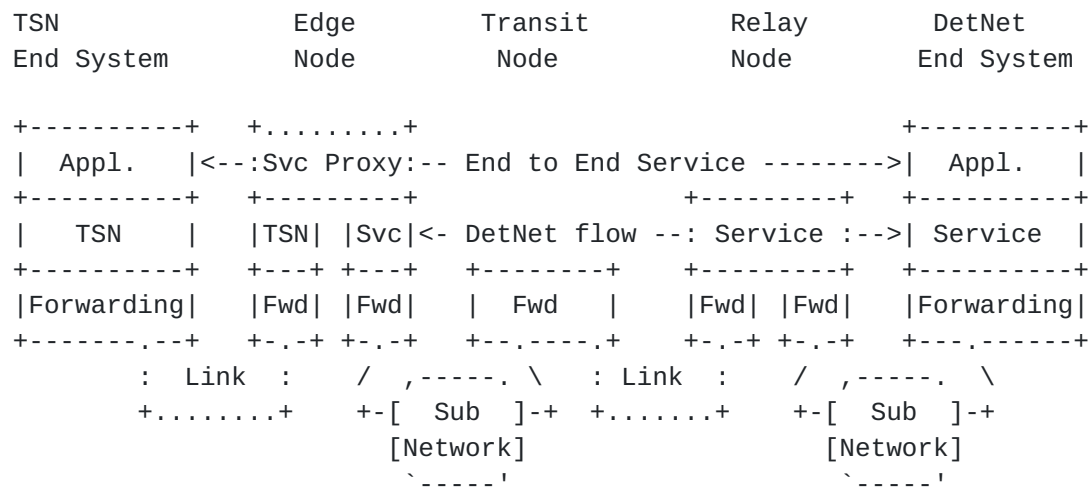 TSN                  Edge            Transit            Relay            DetNet
End System           Node             Node              Node           End System

+----------+   +.........+                                       +----------+
|  Appl.   |<--:Svc Proxy:-- End to End Service -------->|  Appl.   |
+----------+   +---------+                   +---------+   +----------+
|   TSN    |   |TSN| |Svc|<- DetNet flow --: Service :-->| Service  |
+----------+   +---+ +---+   +--------+      +---------+   +----------+
|Forwarding|   |Fwd| |Fwd|   |  Fwd   |      |Fwd| |Fwd|   |Forwarding|
+-------.--+   +-.-+ +-.-+   +--.----.+      +-.-+ +-.-+   +---.------+
        :  Link  :    /  ,-----. \   : Link  :    /  ,-----.  \
        +........+    +-[  Sub  ]-+  +.......+    +-[  Sub  ]-+
                        [Network]                   [Network]
                         `-----'                     `-----'